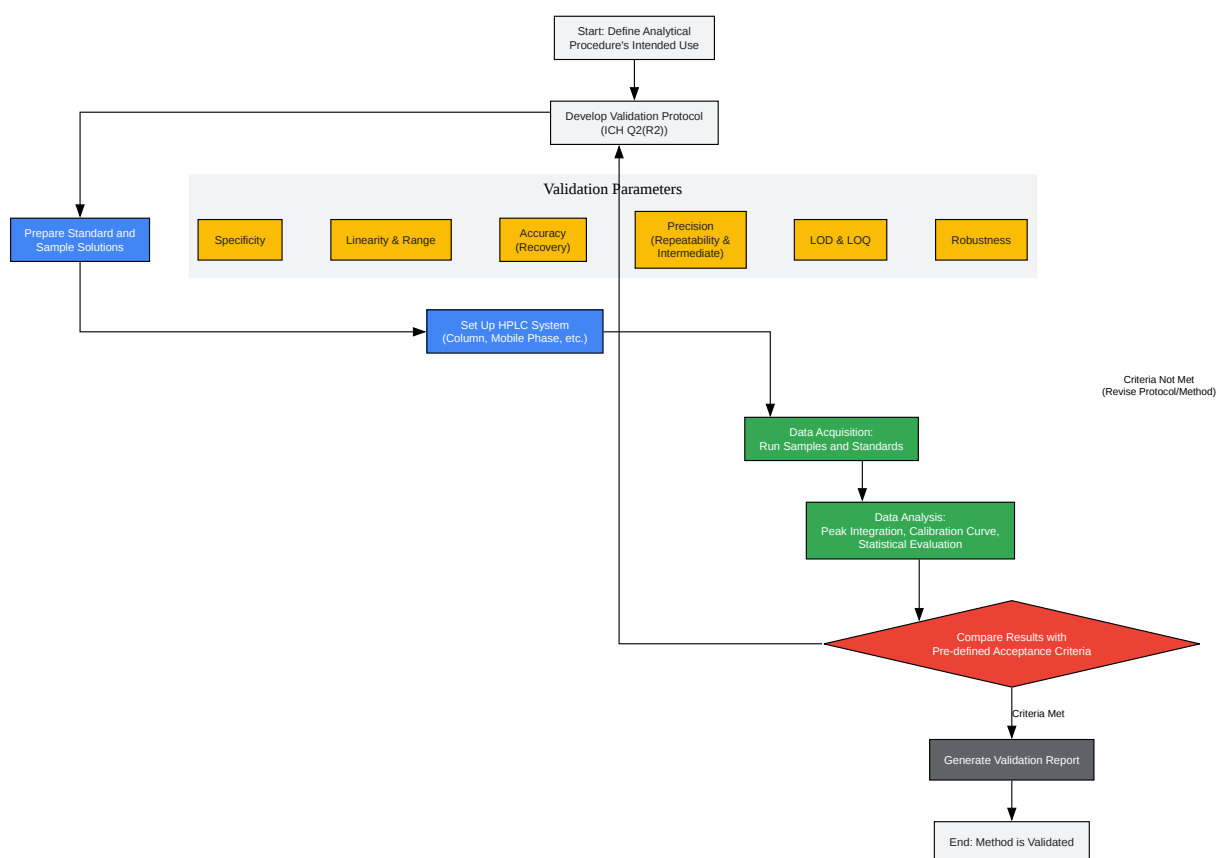 Start: Define Analytical
Procedure's Intended Use
Develop Validation Protocol
(ICH Q2(R2))
Validation Parameters
Prepare Standard and
Sample Solutions
Specificity
Linearity & Range
Accuracy
(Recovery)
Precision
(Repeatability &
Intermediate)
LOD & LOQ
Robustness
Set Up HPLC System
(Column, Mobile Phase, etc.)
Criteria Not Met
(Revise Protocol/Method)
Data Acquisition:
Run Samples and Standards
Data Analysis:
Peak Integration, Calibration Curve,
Statistical Evaluation
Compare Results with
Pre-defined Acceptance Criteria
Criteria Met
Generate Validation Report
End: Method is Validated